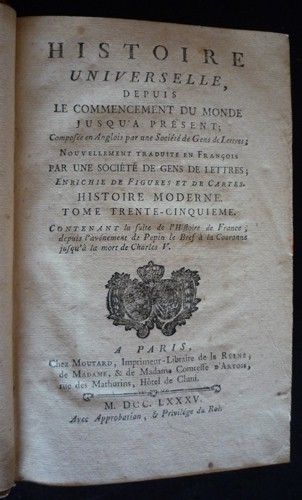 HISTOIRE
UNIVERSELLE,
DEPUIS
LE COMMENCEMENT DU MONDE
JUSQU'A PRÉSENT;
Composée en Anglois par une Société de Gens de Lettres;
NOUVELLEMENT TRADUITE EN FRANÇOIS
PAR UNE SOCIÉTÉ DE GENS DE LETTRES;
ENRICHIE DE FIGURES ET DE CARTES.
HISTOIRE MODERNE.
TOME TRENTE-CINQUIEME.
CONTENANT la suite de l'Histoire de France;
depuis l'avénement de Pepin le Bref à la Couronne
jusqu'à la mort de Charles V.
A PARIS,
Chez MOUTARD, Imprimeur-Libraire de la REINE,
de MADAME, & de Madame Comtesse D'ARTOIS,
rue des Mathurins, Hôtel de Cluni.
M. DCC. LXXXV.
Avec Approbation, & Privilége du Roi.